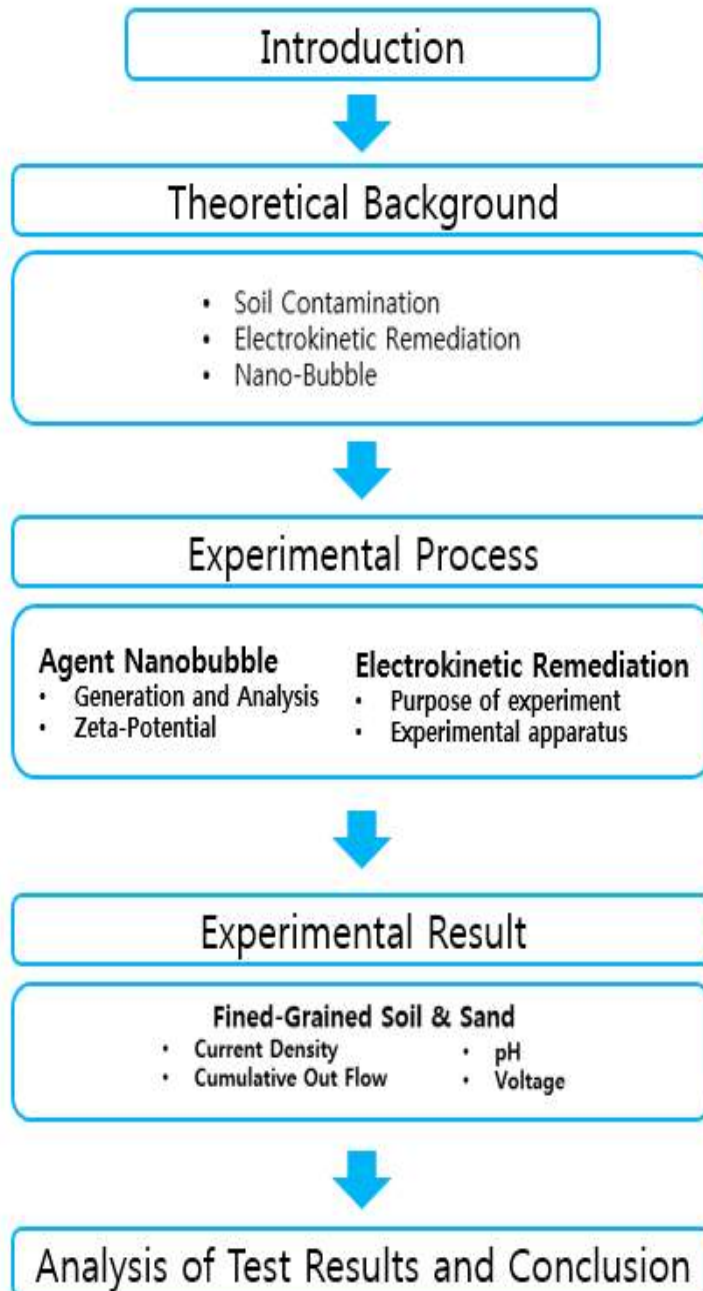 Introduction
Theoretical Background
• Soil Contamination
• Electrokinetic Remediation
• Nano-Bubble
Experimental Process
Agent Nanobubble
• Generation and Analysis
• Zeta-Potential
Electrokinetic Remediation
• Purpose of experiment
• Experimental apparatus
Experimental Result
Fined-Grained Soil & Sand
• Current Density
• Cumulative Out Flow
• pH
• Voltage
Analysis of Test Results and Conclusion